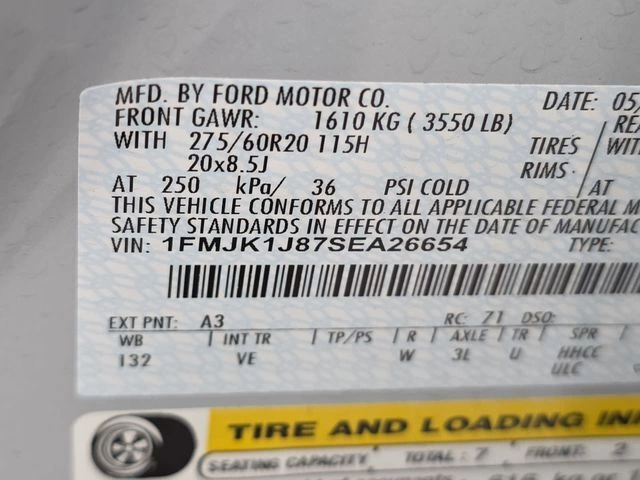 MFD. BY FORD MOTOR CO. DATE: 05
FRONT GAWR: 1610 KG ( 3550 LB)
WITH 275/60R20 115H TIRES WITH
20x8.5J RIMS
AT 250 kPa/ 36 PSI COLD AT
THIS VEHICLE CONFORMS TO ALL APPLICABLE FEDERAL M
SAFETY STANDARDS IN EFFECT ON THE DATE OF MANUFAC
VIN: 1FMJK1J87SEA26654 TYPE:
EXT PNT: A3 RC: 71 DSO:
WB | INT TR | TP/PS | R | AXLE | TR | SPR
132 VE W 3L U HHCC
ULC
TIRE AND LOADING IN
SEATING CAPACITY TOTAL: 7 FRONT: 2